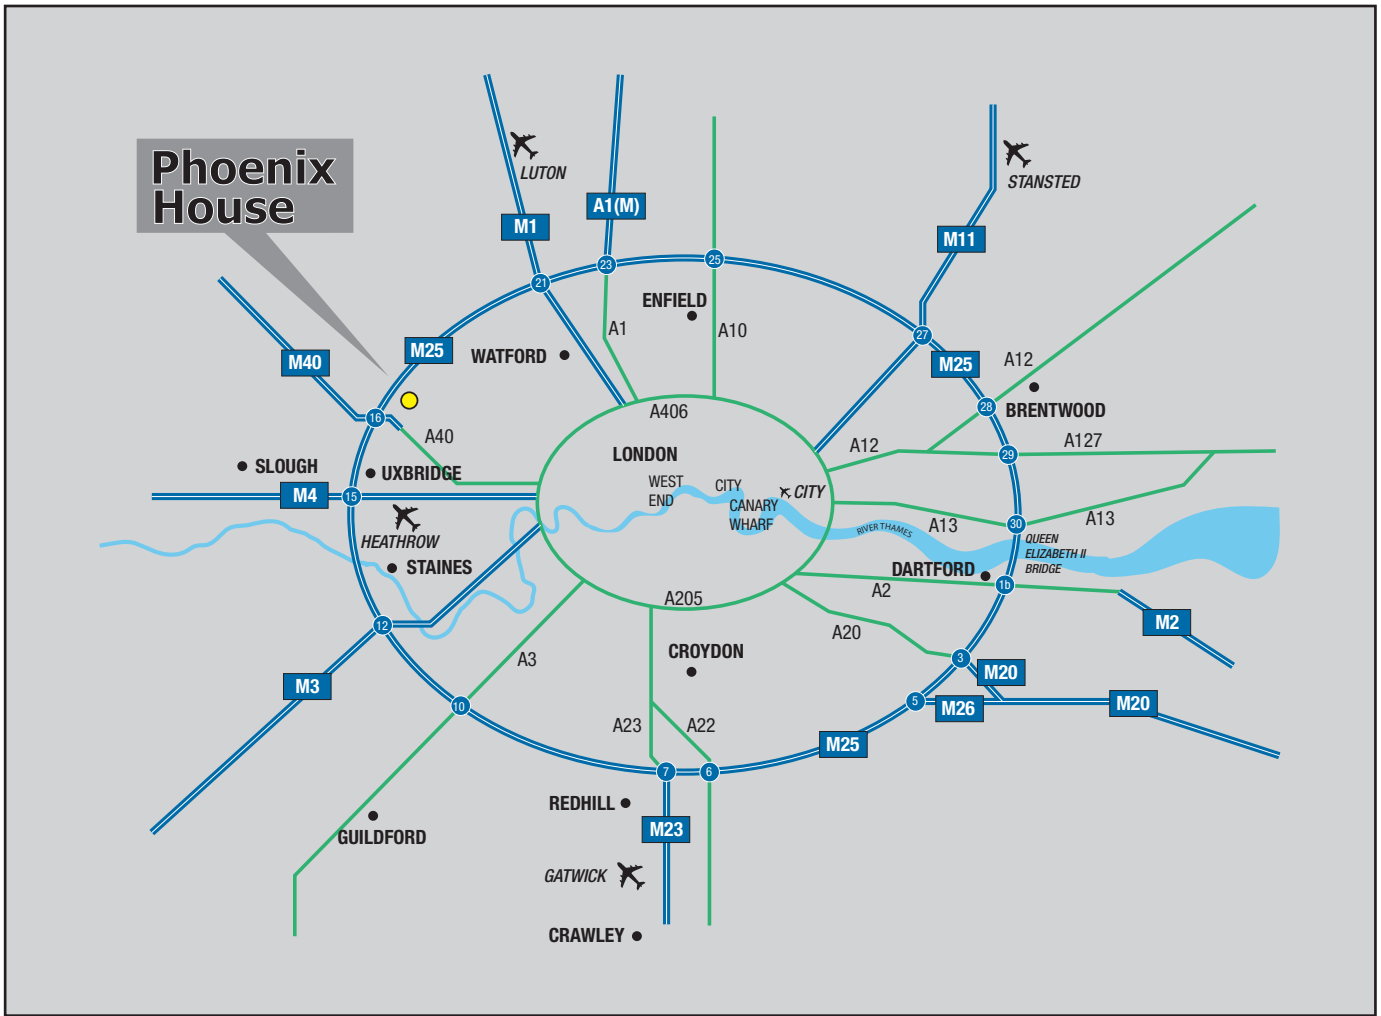 Phoenix
House
LUTON
STANSTED
A1(M)
M1
M11
23
25
21
ENFIELD
A1
A10
27
M25
WATFORD
M40
M25
A12
BRENTWOOD
28
A406
16
A40
A12
A127
29
LONDON
SLOUGH
UXBRIDGE
WEST
END
CITY
CITY
CANARY
WHARF
M4
15
A13
A13
30
RIVER THAMES
HEATHROW
QUEEN
ELIZABETH II
BRIDGE
STAINES
DARTFORD
A2
1b
A205
M2
12
A20
CROYDON
A3
3
M20
M3
5
M26
M20
10
A23
A22
M25
7
6
REDHILL
M23
GUILDFORD
GATWICK
CRAWLEY